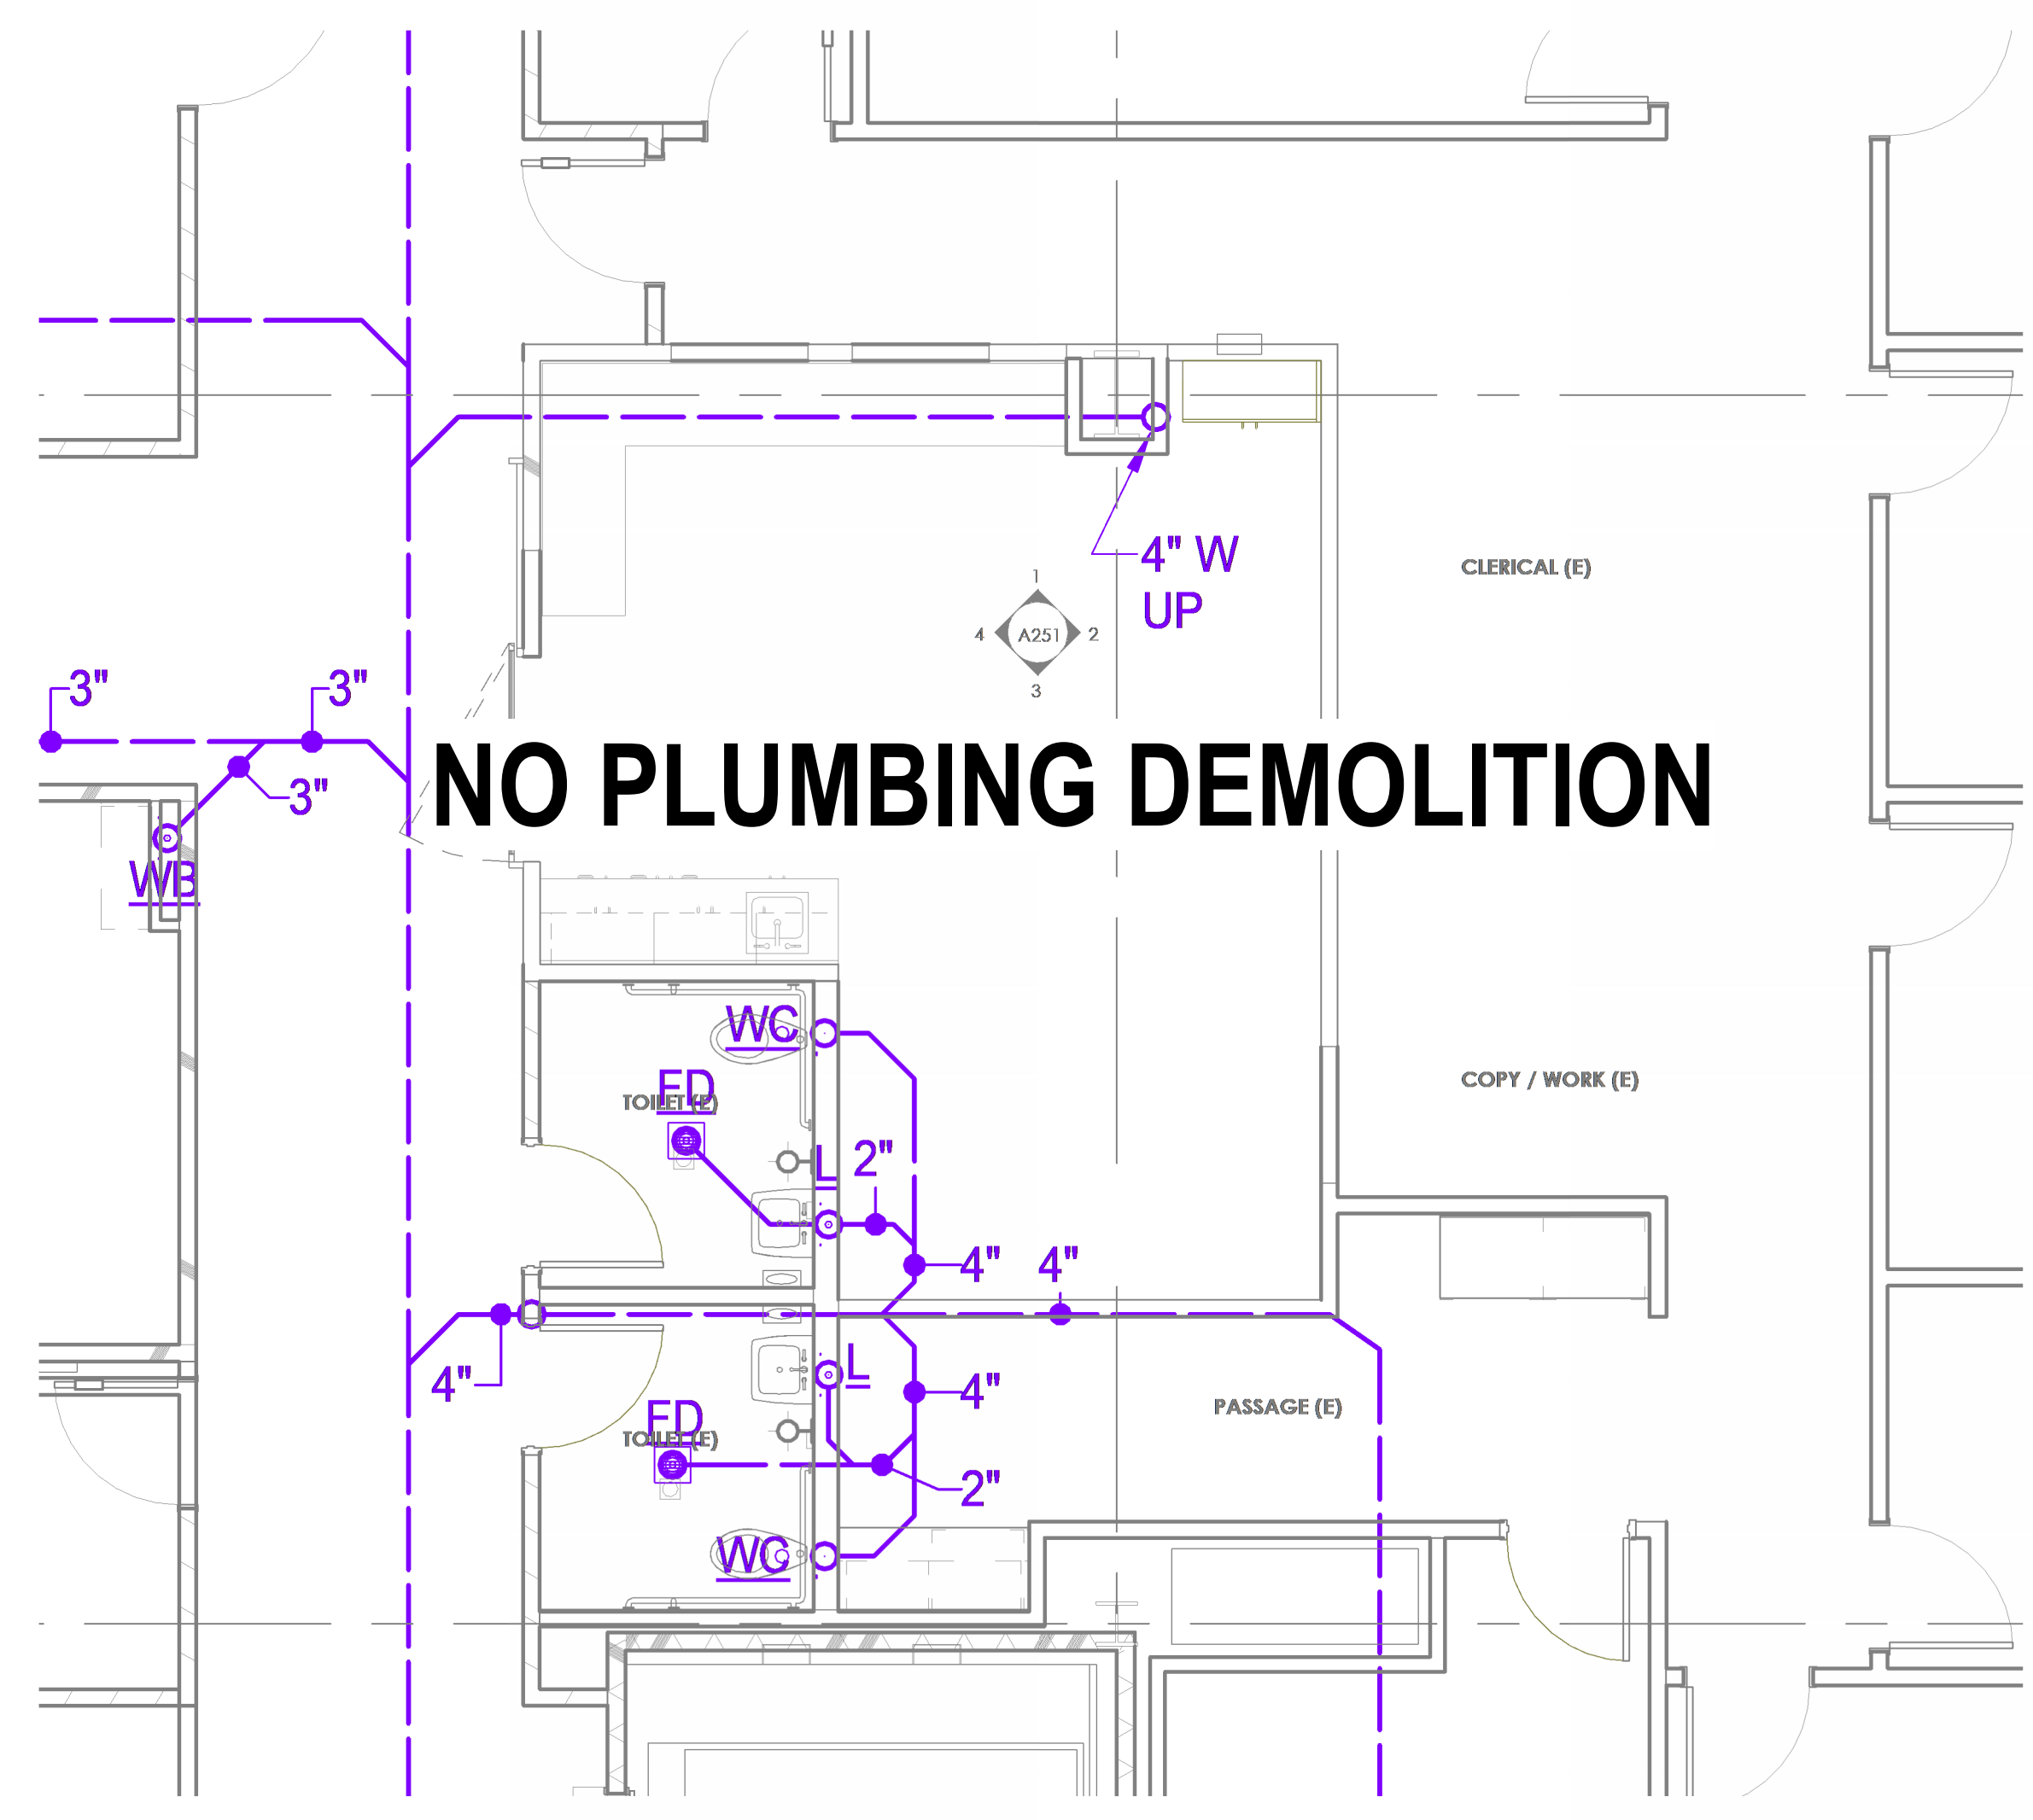 4" W
UP
CLERICAL (E)
1
4 A251 2
3
3"
3"
3"
NO PLUMBING DEMOLITION
WB
WC
FD
TOILET (E)
COPY / WORK (E)
L
2"
4"
4"
4"
L
4"
PASSAGE (E)
FD
TOILET (E)
2"
WC